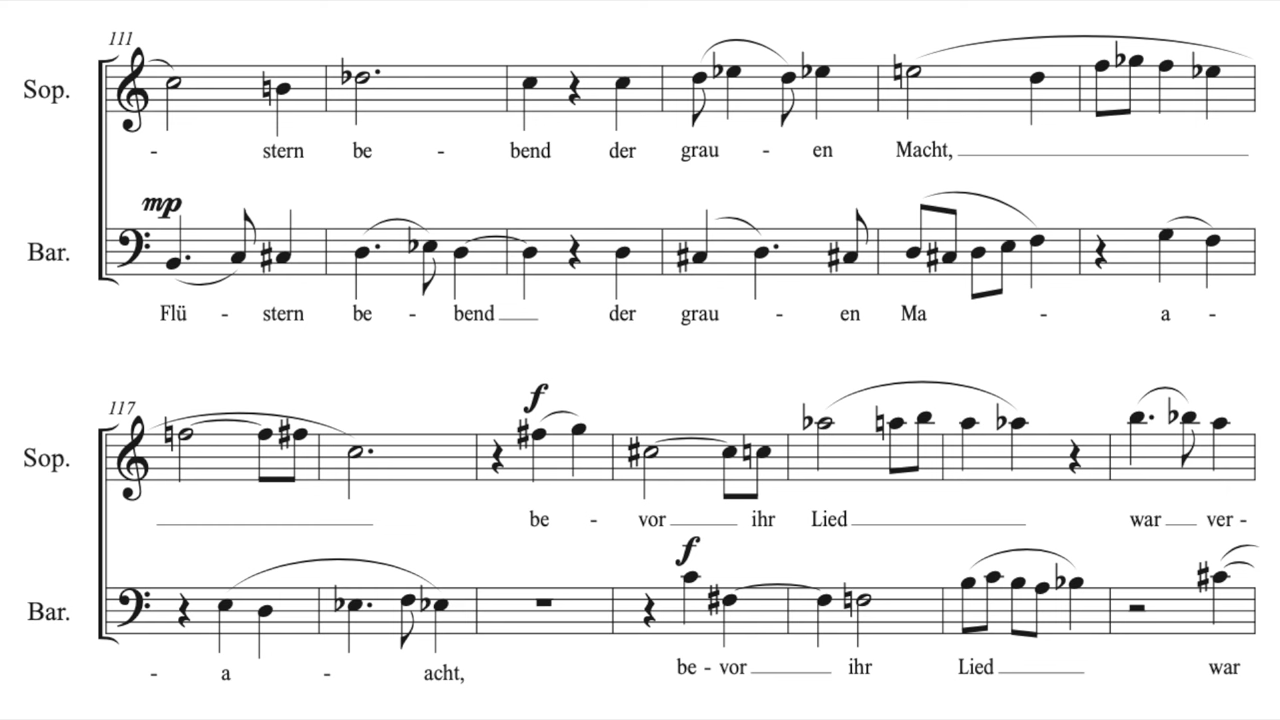 111
Sop.
- stern be - bend der grau - en Macht,
mp
Bar.
Flü - stern be - bend der grau - en Ma - a -
117
f
Sop.
be - vor ihr Lied war ver -
f
Bar.
- a - acht, be - vor ihr Lied war